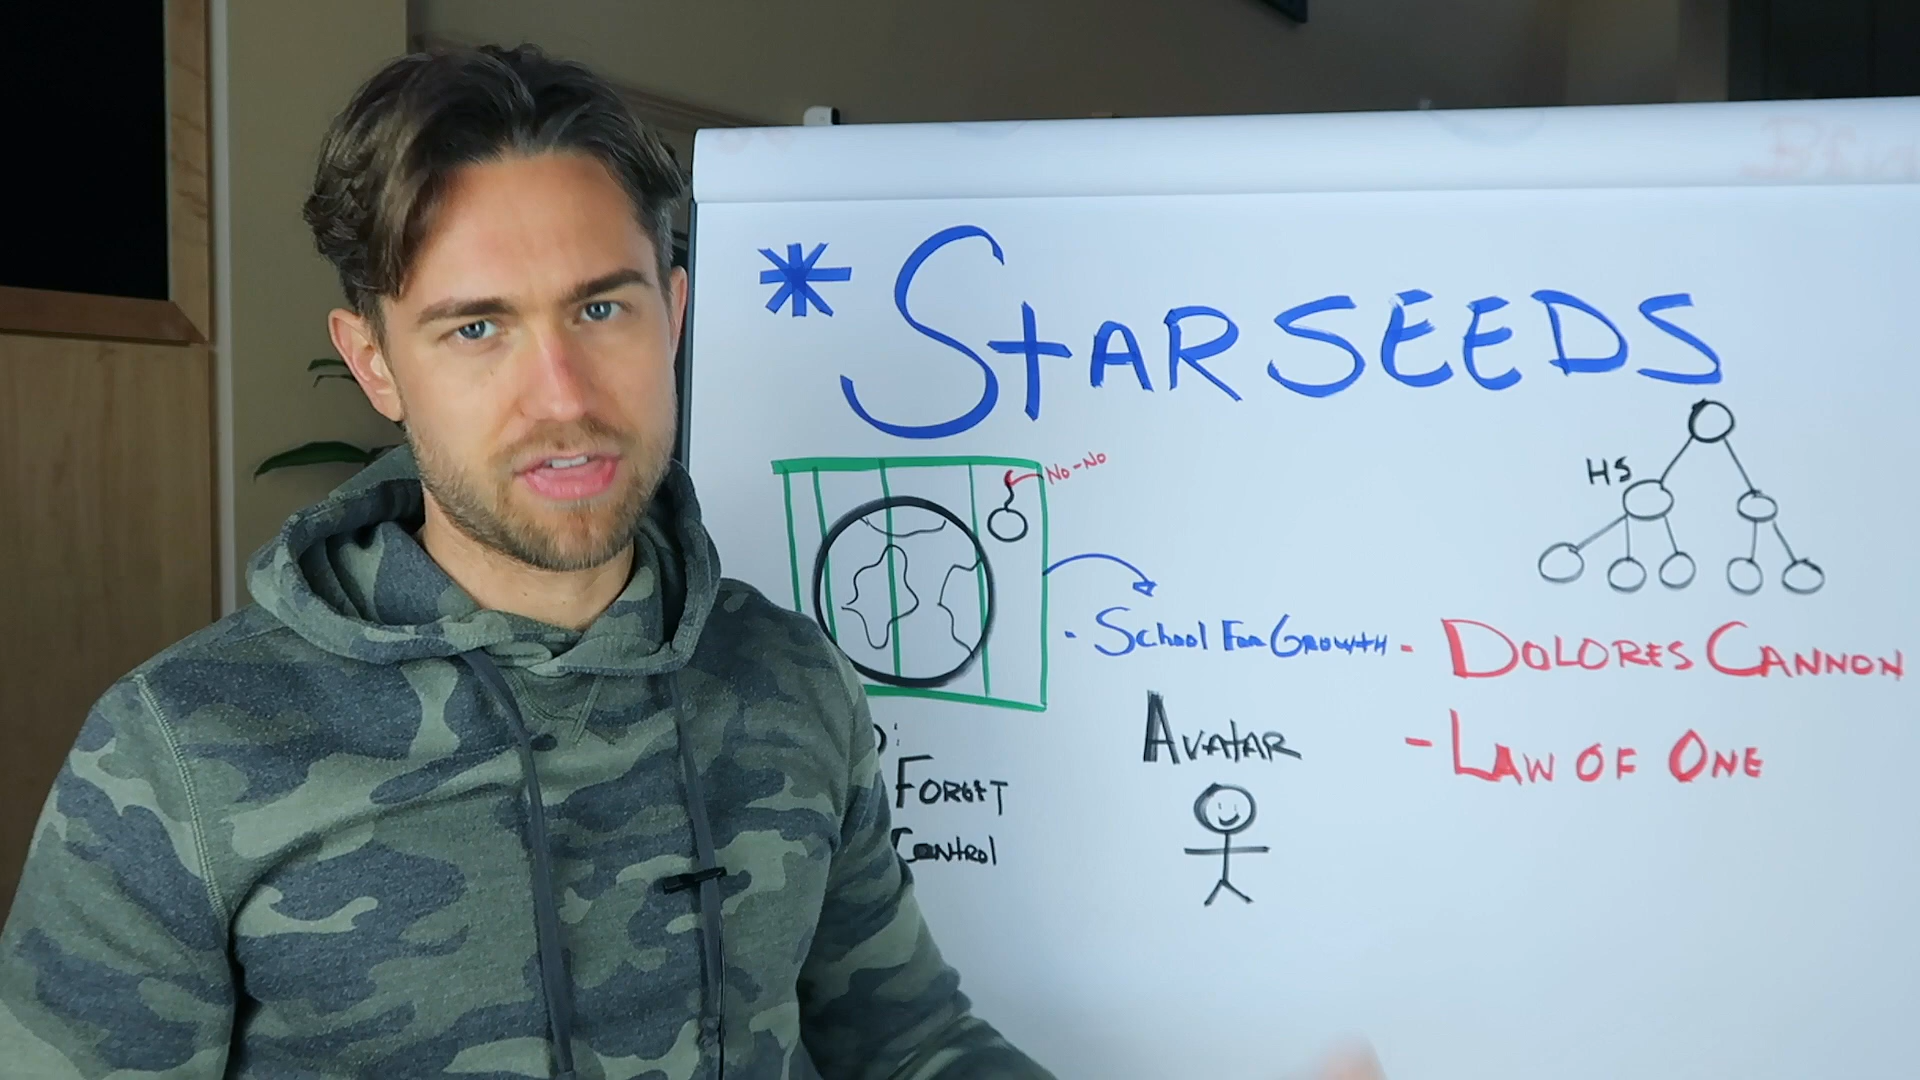 * STARSEEDS
No-No
HS
- School For Growth
- DOLORES CANNON
AVATAR
- LAW OF ONE
FORGET
CONTROL